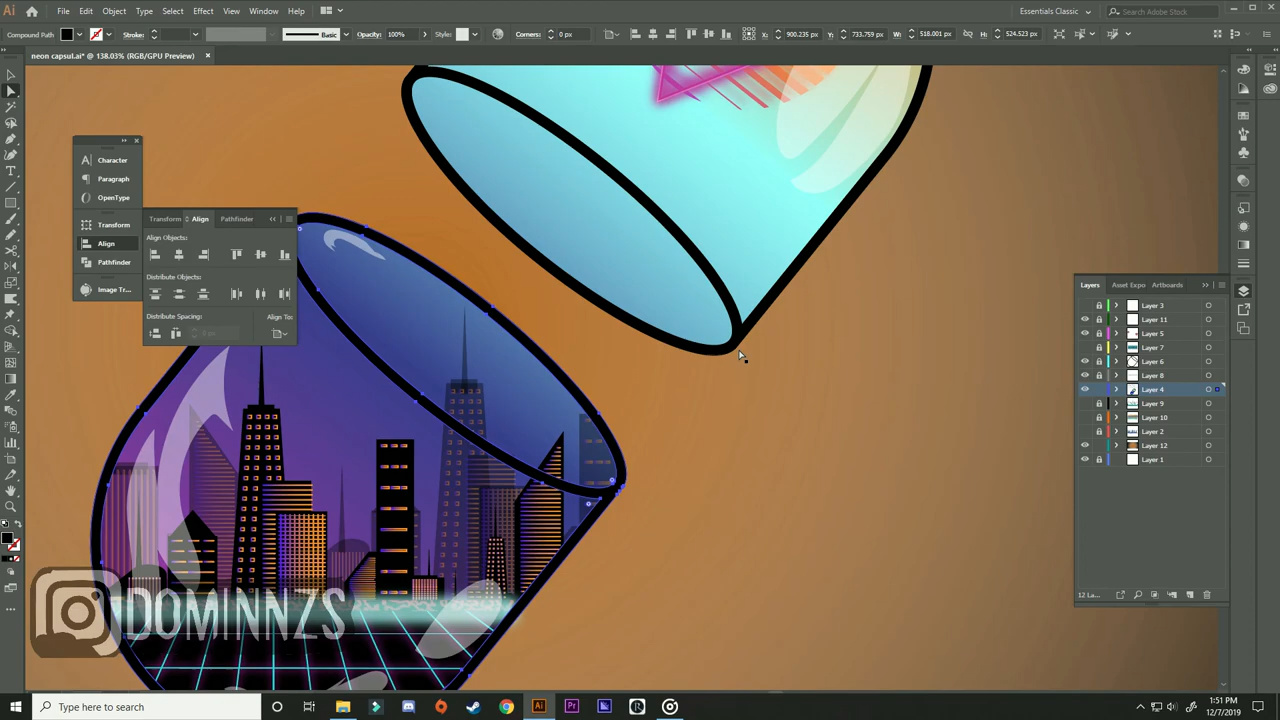 Ai File Edit Object Type Select Effect View Window Help Essentials Classic Search Adobe Stock
Compound Path Stroke: Basic Opacity: 100% Style: Corners: 0 px X: 900.235 px Y: 733.759 px W: 518.001 px H: 524.523 px
neon capsul.ai* @ 138.03% (RGB/GPU Preview)
Character
Paragraph
OpenType
Transform
Align
Pathfinder
Image Tr...
Transform Align Pathfinder
Align Objects:
Distribute Objects:
Distribute Spacing: Align To:
0 px
Layers Asset Expo Artboards
Layer 3
Layer 11
Layer 5
Layer 7
Layer 6
Layer 8
Layer 4
Layer 9
Layer 10
Layer 2
Layer 12
Layer 1
12 La...
DOMINNZS
Type here to search
Ai Pr
1:51 PM
12/7/2019